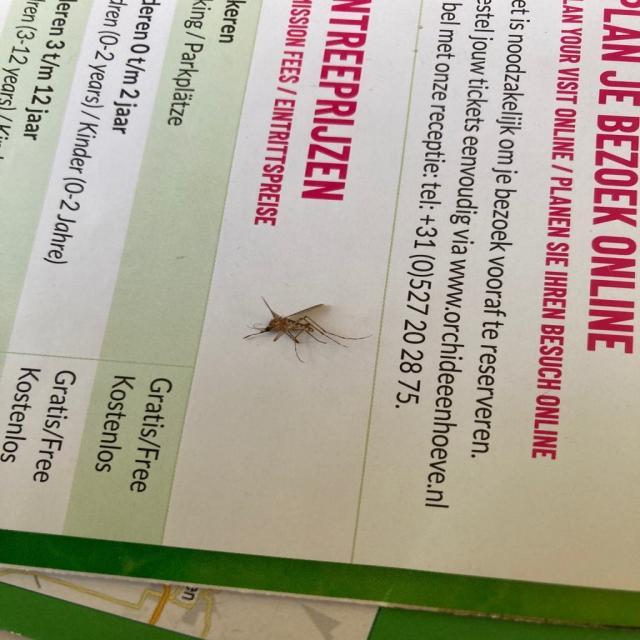 PLAN JE BEZOEK ONLINE
PLAN YOUR VISIT ONLINE / PLANEN SIE IHREN BESUCH ONLINE
et is noodzakelijk om je bezoek vooraf te reserveren.
estel jouw tickets eenvoudig via www.orchideeenhoeve.nl
bel met onze receptie: tel: +31 (0)527 20 28 75.
NTREEPRIJZEN
MISSION FEES / EINTRITTSPREISE
keren
king / Parkplätze
Gratis/Free
Kostenlos
deren 0 t/m 2 jaar
dren (0-2 years) / Kinder (0-2 Jahre)
Gratis/Free
Kostenlos
deren 3 t/m 12 jaar
ren (3-12 years) /